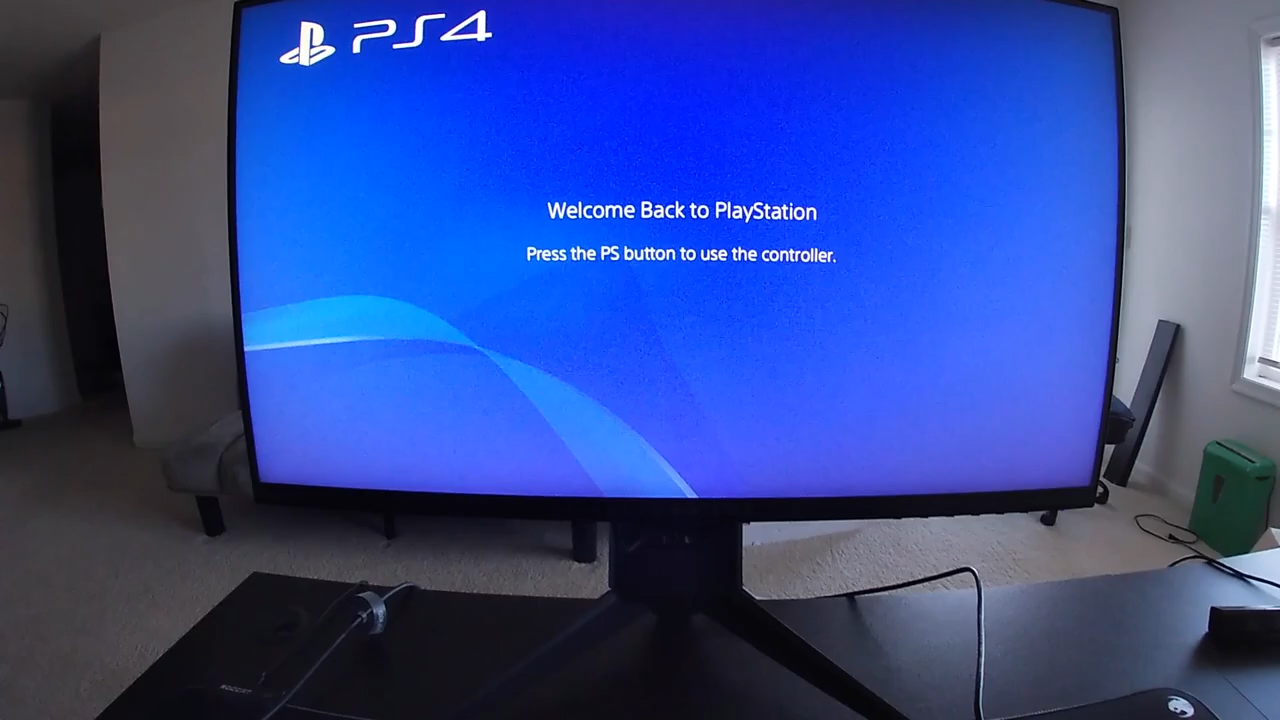 PS4
Welcome Back to PlayStation
Press the PS button to use the controller.